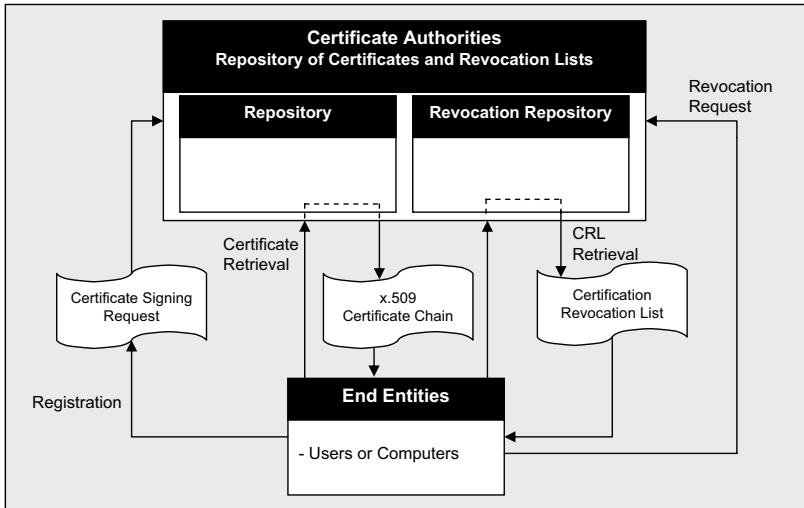 Certificate Authorities
Repository of Certificates and Revocation Lists
Revocation
Request
Repository
Revocation Repository
Certificate
Retrieval
CRL
Retrieval
Certificate Signing
Request
x.509
Certificate Chain
Certification
Revocation List
Registration
End Entities
- Users or Computers